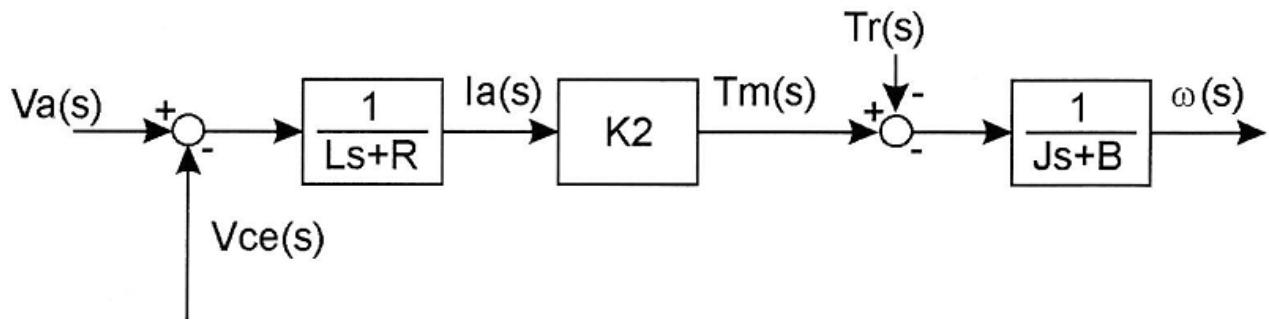 Tr(s)
Va(s) + - 1 Ia(s) K2 Tm(s) + - - 1 ω(s)
Ls+R Js+B
Vce(s)